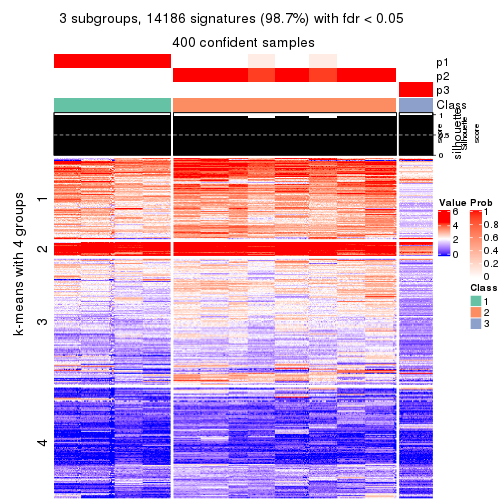 3 subgroups, 14186 signatures (98.7%) with fdr < 0.05
400 confident samples
p1
p2
p3
Class
1
0.5
0
silhouette
score
Silhouette
score
k-means with 4 groups
1
2
3
4
Value
6
4
2
0
Prob
1
0.8
0.6
0.4
0.2
0
Class
1
2
3